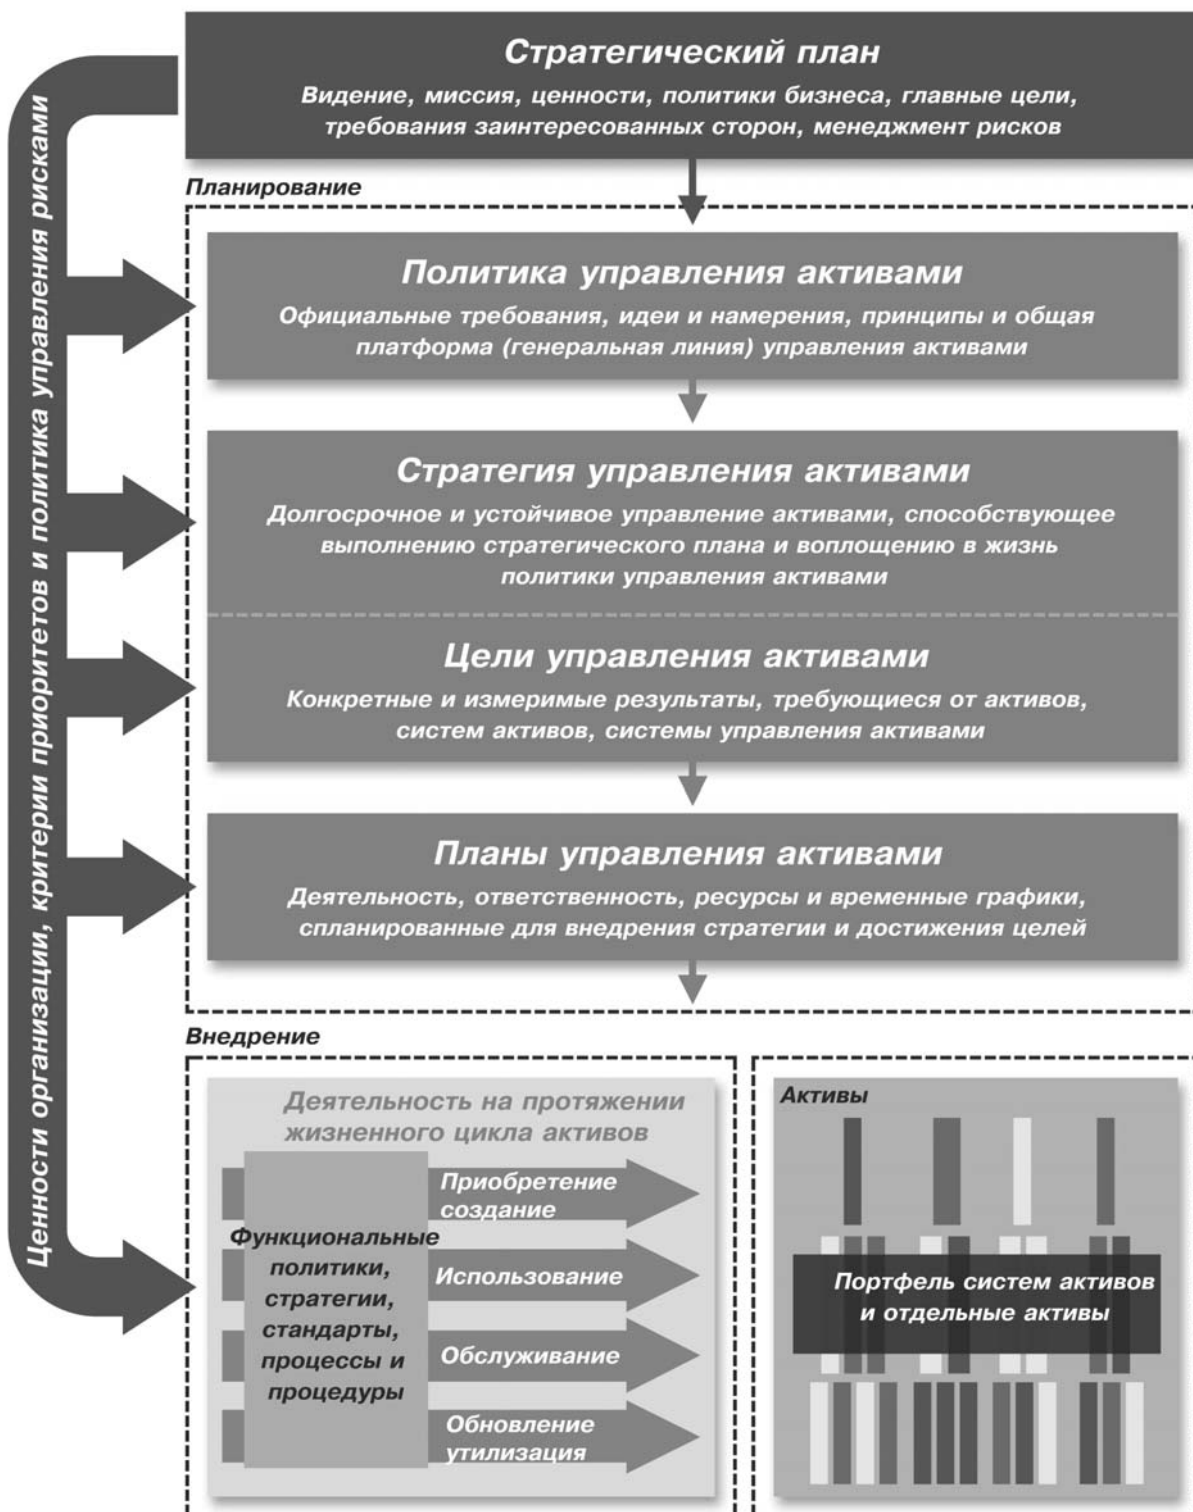 Стратегический план
Видение, миссия, ценности, политики бизнеса, главные цели,
требования заинтересованных сторон, менеджмент рисков
Ценности организации, критерии приоритетов и политика управления рисками
Планирование
Политика управления активами
Официальные требования, идеи и намерения, принципы и общая
платформа (генеральная линия) управления активами
Стратегия управления активами
Долгосрочное и устойчивое управление активами, способствующее
выполнению стратегического плана и воплощению в жизнь
политики управления активами
Цели управления активами
Конкретные и измеримые результаты, требующиеся от активов,
систем активов, системы управления активами
Планы управления активами
Деятельность, ответственность, ресурсы и временные графики,
спланированные для внедрения стратегии и достижения целей
Внедрение
Деятельность на протяжении
жизненного цикла активов
Функциональные
политики,
стратегии,
стандарты,
процессы и
процедуры
Приобретение
создание
Использование
Обслуживание
Обновление
утилизация
Активы
Портфель систем активов
и отдельные активы